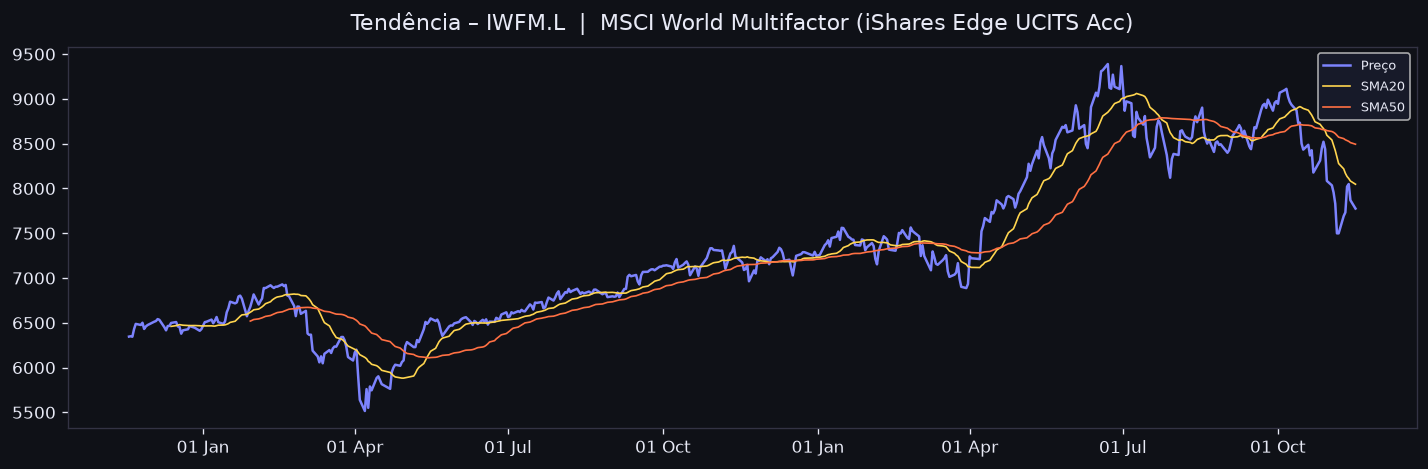 Tendência – IWFM.L | MSCI World Multifactor (iShares Edge UCITS Acc)
9500
9000
8500
8000
7500
7000
6500
6000
5500
Preço
SMA20
SMA50
01 Jan
01 Apr
01 Jul
01 Oct
01 Jan
01 Apr
01 Jul
01 Oct